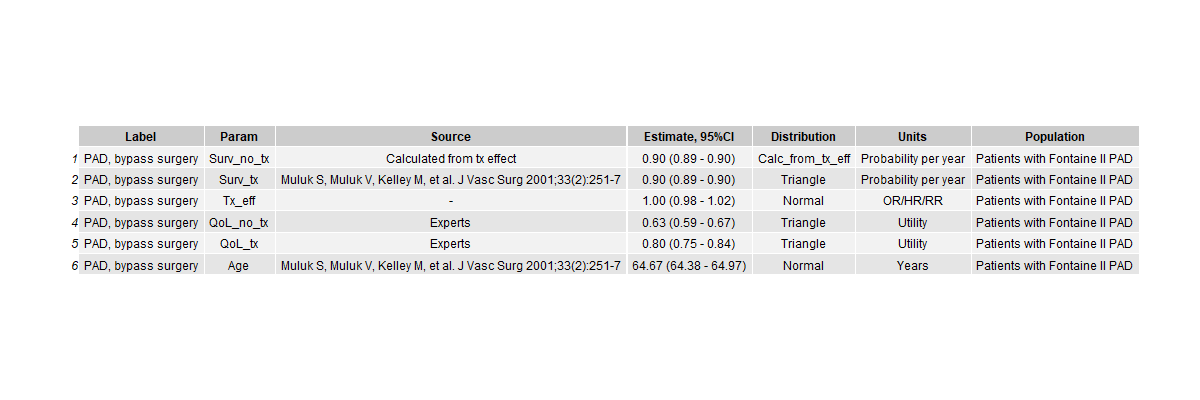 Label Param Source Estimate, 95%CI Distribution Units Population
1 PAD, bypass surgery Surv_no_tx Calculated from tx effect 0.90 (0.89 - 0.90) Calc_from_tx_eff Probability per year Patients with Fontaine II PAD
2 PAD, bypass surgery Surv_tx Muluk S, Muluk V, Kelley M, et al. J Vasc Surg 2001;33(2):251-7 0.90 (0.89 - 0.90) Triangle Probability per year Patients with Fontaine II PAD
3 PAD, bypass surgery Tx_eff - 1.00 (0.98 - 1.02) Normal OR/HR/RR Patients with Fontaine II PAD
4 PAD, bypass surgery QoL_no_tx Experts 0.63 (0.59 - 0.67) Triangle Utility Patients with Fontaine II PAD
5 PAD, bypass surgery QoL_tx Experts 0.80 (0.75 - 0.84) Triangle Utility Patients with Fontaine II PAD
6 PAD, bypass surgery Age Muluk S, Muluk V, Kelley M, et al. J Vasc Surg 2001;33(2):251-7 64.67 (64.38 - 64.97) Normal Years Patients with Fontaine II PAD